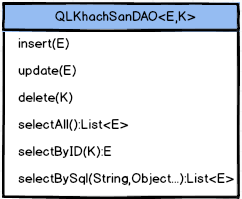 QLKhachSanDAO<E,K>
insert(E)
update(E)
delete(K)
selectAll():List<E>
selectByID(K):E
selectBySql(String,Object...):List<E>